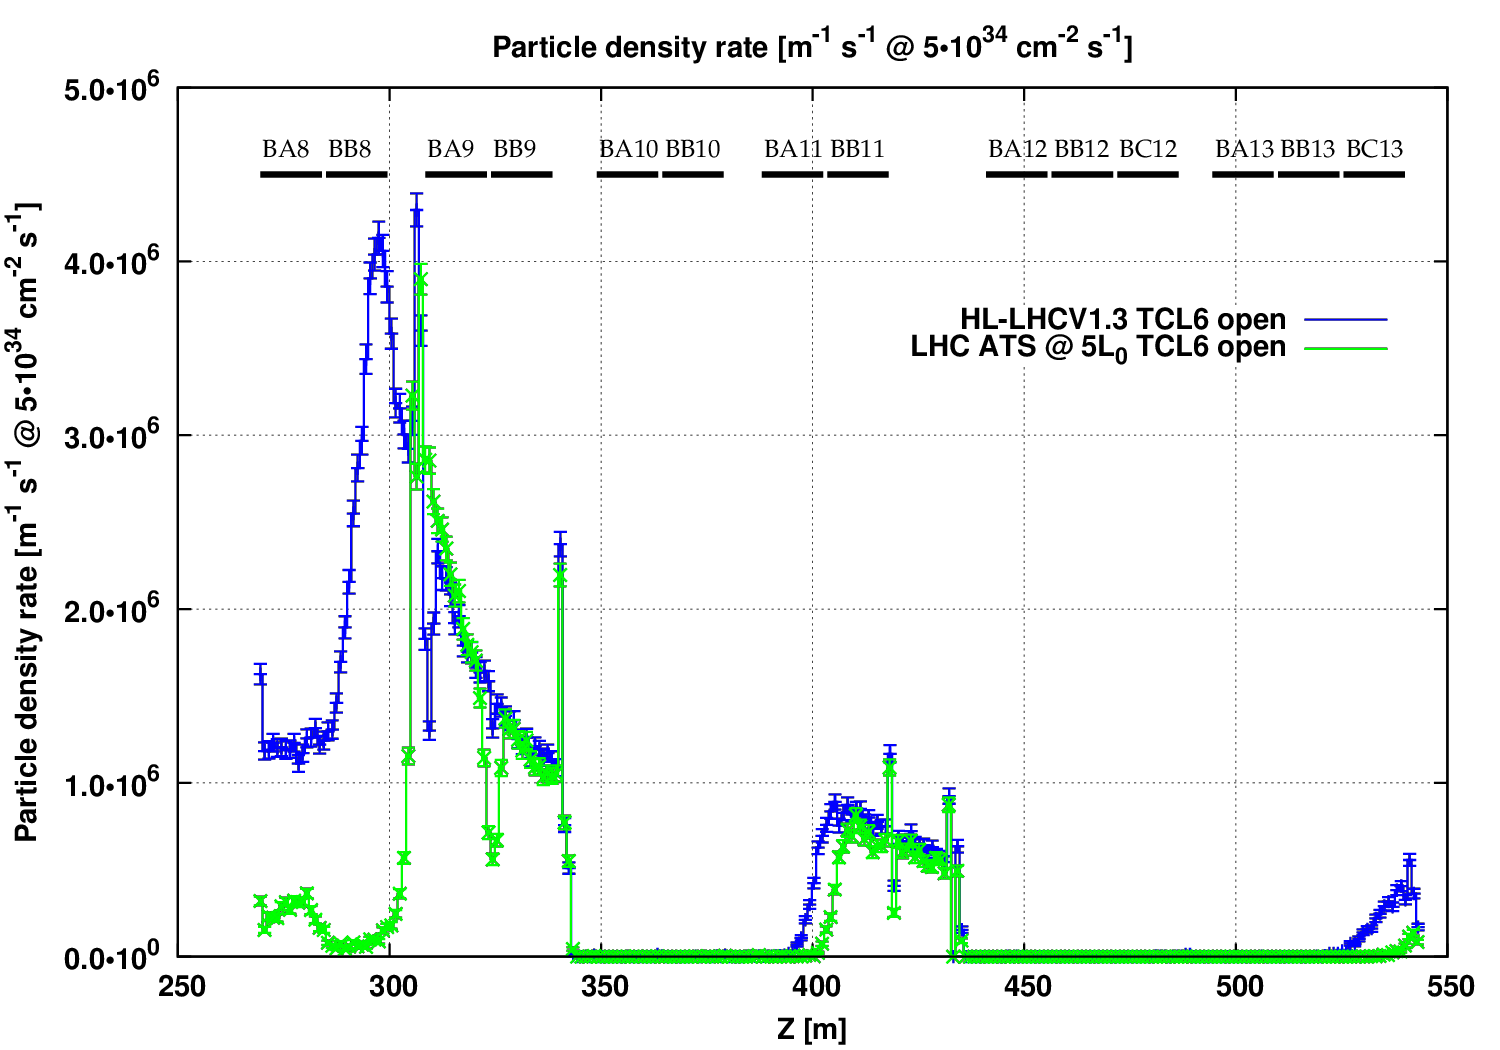 Particle density rate [m⁻¹ s⁻¹ @ 5•10³⁴ cm⁻² s⁻¹]
5.0•10⁶
BA8 BB8 BA9 BB9 BA10 BB10 BA11 BB11 BA12 BB12 BC12 BA13 BB13 BC13
4.0•10⁶
HL-LHCV1.3 TCL6 open
LHC ATS @ 5L₀ TCL6 open
3.0•10⁶
2.0•10⁶
1.0•10⁶
0.0•10⁰
Particle density rate [m⁻¹ s⁻¹ @ 5•10³⁴ cm⁻² s⁻¹]
250 300 350 400 450 500 550
Z [m]